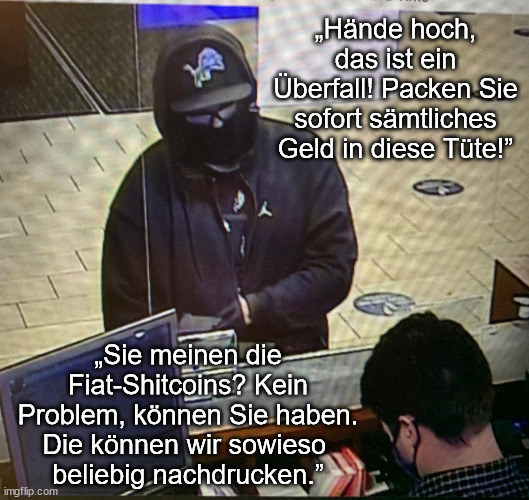 „Hände hoch,
das ist ein
Überfall! Packen Sie
sofort sämtliches
Geld in diese Tüte!”
„Sie meinen die
Fiat-Shitcoins? Kein
Problem, können Sie haben.
Die können wir sowieso
beliebig nachdrucken.”
imgflip.com